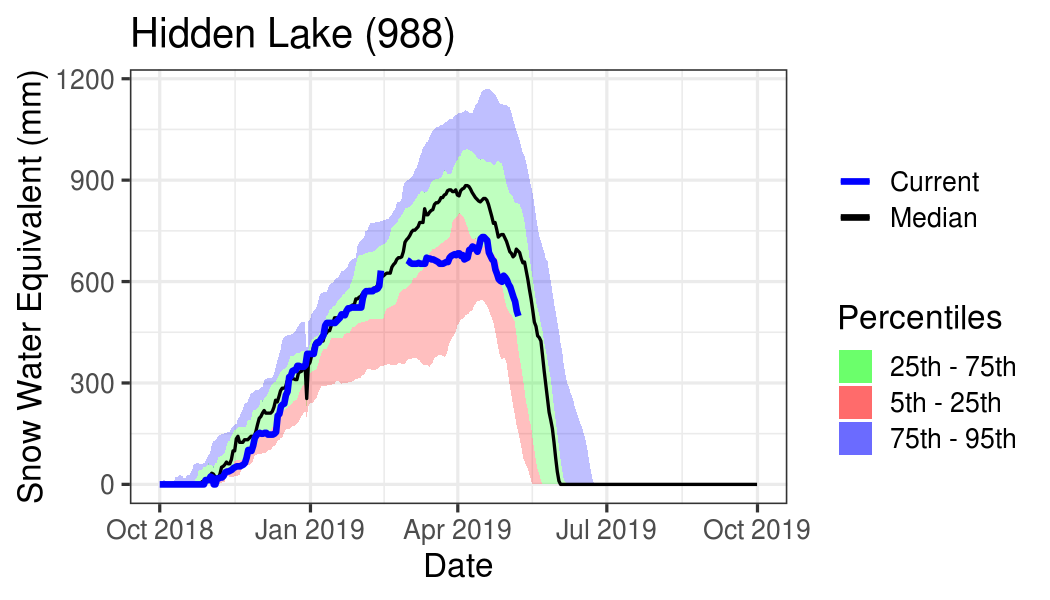 Hidden Lake (988)
Snow Water Equivalent (mm)
1200
900
600
300
0
Oct 2018
Jan 2019
Apr 2019
Jul 2019
Oct 2019
Date
Current
Median
Percentiles
25th - 75th
5th - 25th
75th - 95th